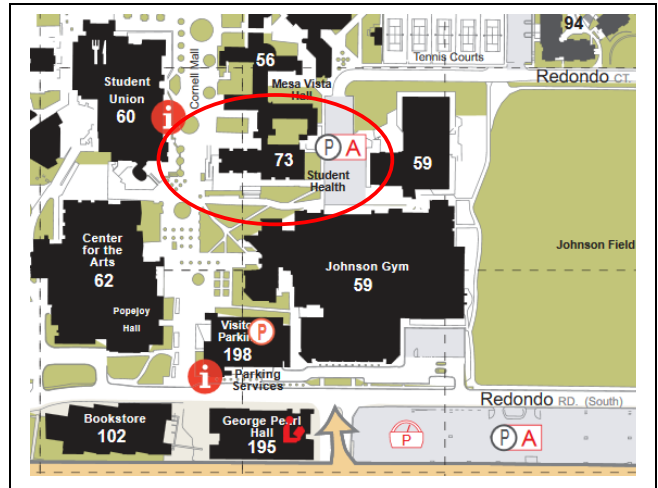 94
Tennis Courts
Redondo CT.
56
Mesa Vista
Hall
Cornell Mall
Student
Union
60
i
P A
73
Student
Health
59
Johnson Field
Center
for the
Arts
62
Popejoy
Hall
Johnson Gym
59
Visitor
Parking
P
198
i
Parking
Services
Redondo RD. (South)
Bookstore
102
George Pearl
Hall
195
P
P A